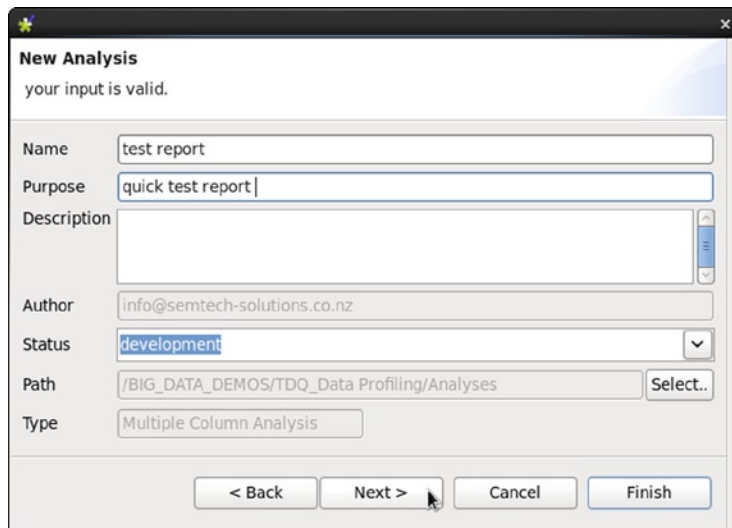 New Analysis
your input is valid.
Name test report
Purpose quick test report
Description
Author info@semtech-solutions.co.nz
Status development
Path /BIG_DATA_DEMOS/TDQ_Data Profiling/Analyses Select..
Type Multiple Column Analysis
< Back Next > Cancel Finish